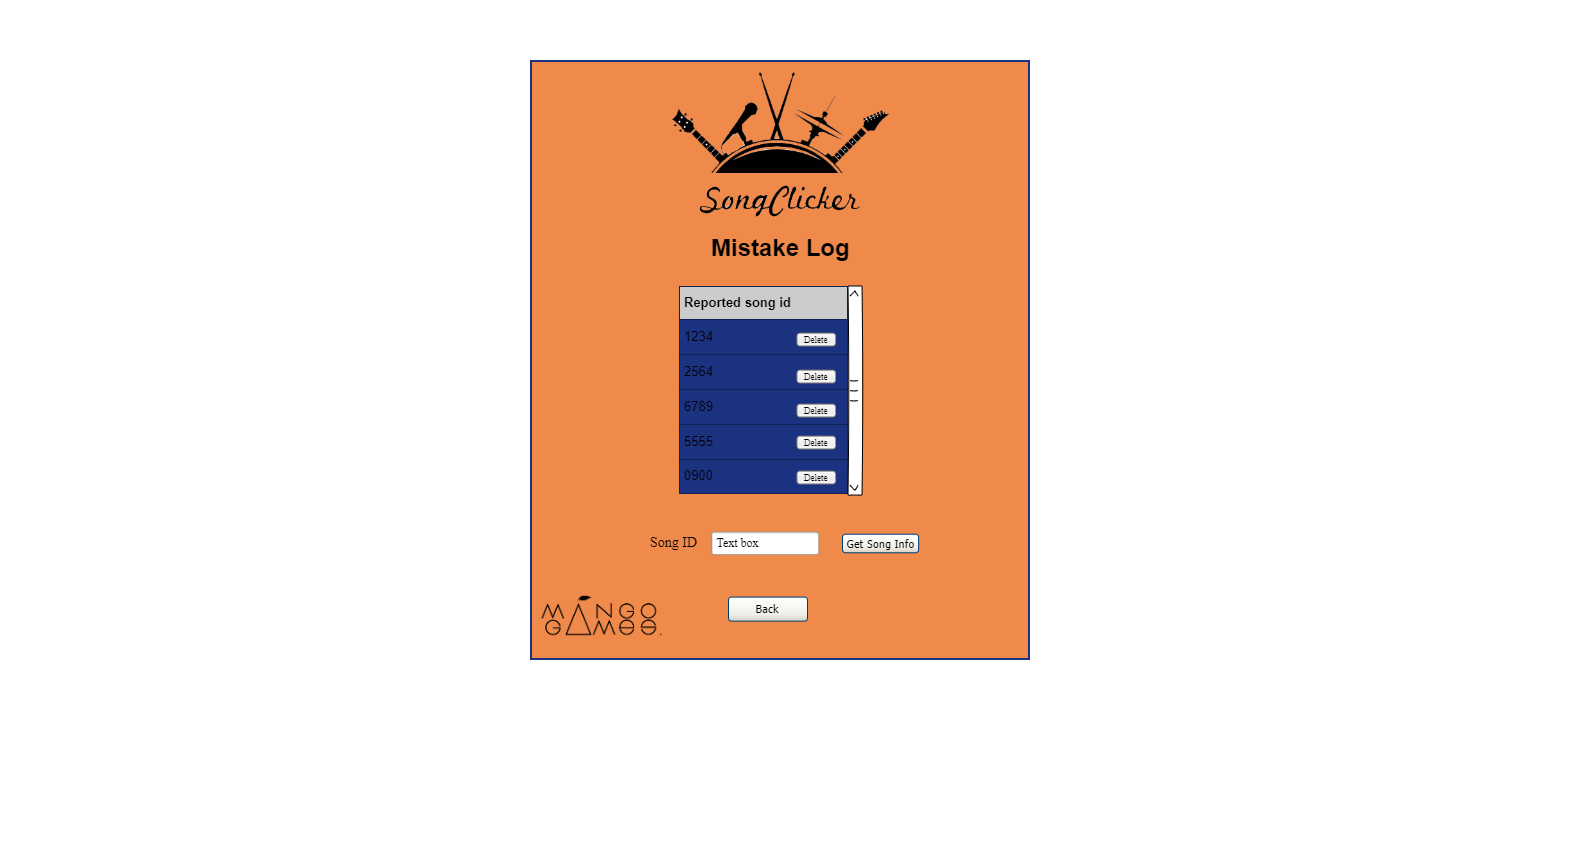 SongClicker
Mistake Log
Reported song id
1234 Delete
2564 Delete
6789 Delete
5555 Delete
0900 Delete
Song ID Text box Get Song Info
MANGO
GAMES.
Back